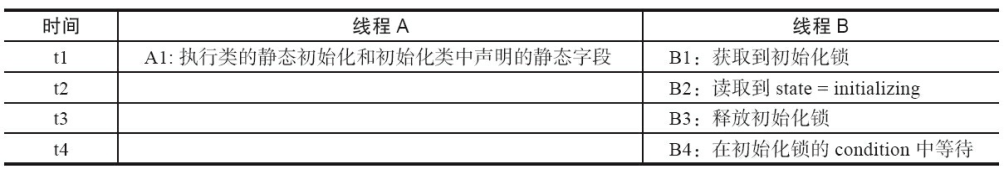 时间 线程A 线程B
t1 A1: 执行类的静态初始化和初始化类中声明的静态字段 B1：获取到初始化锁
t2 B2：读取到 state = initializing
t3 B3：释放初始化锁
t4 B4：在初始化锁的 condition 中等待